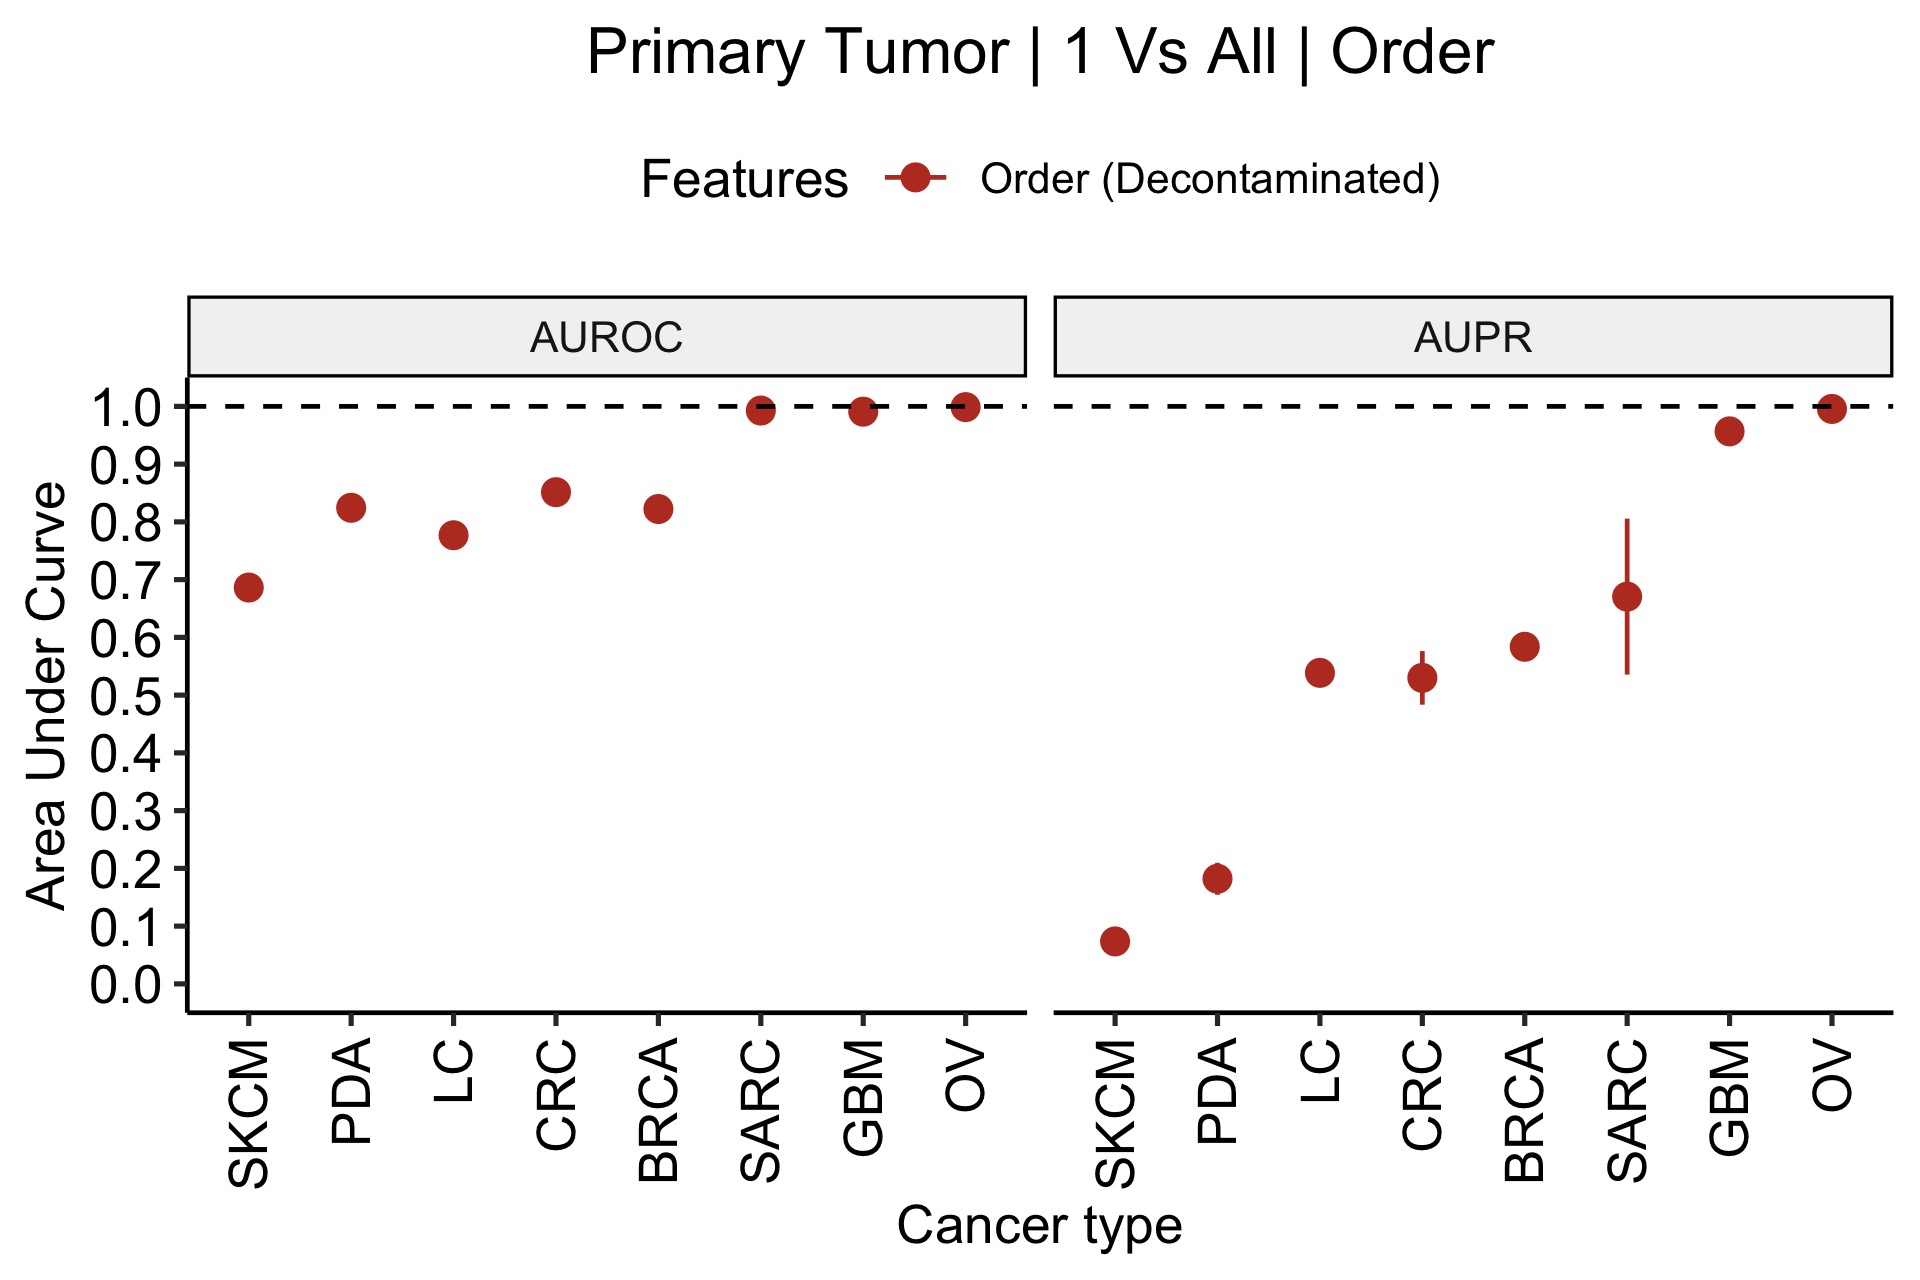 Primary Tumor | 1 Vs All | Order
Features
Order (Decontaminated)
AUROC
AUPR
Area Under Curve
1.0
0.9
0.8
0.7
0.6
0.5
0.4
0.3
0.2
0.1
0.0
SKCM
PDA
LC
CRC
BRCA
SARC
GBM
OV
SKCM
PDA
LC
CRC
BRCA
SARC
GBM
OV
Cancer type